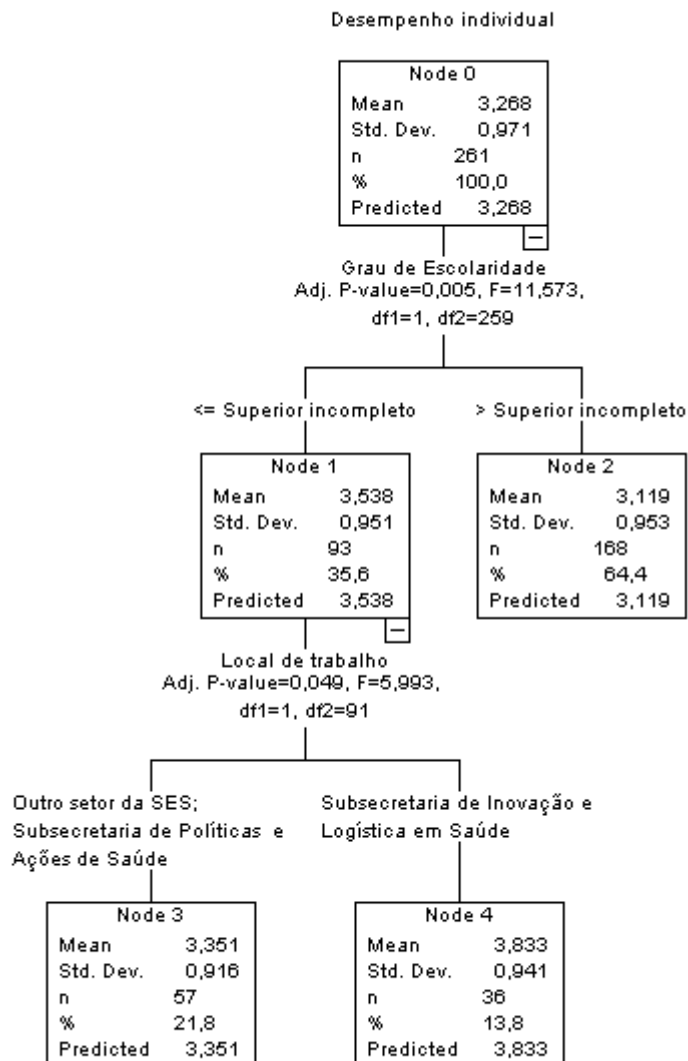 Desempenho individual
Node 0
Mean 3,268
Std. Dev. 0,971
n 261
% 100,0
Predicted 3,268
Grau de Escolaridade
Adj. P-value=0,005, F=11,573,
df1=1, df2=259
<= Superior incompleto
> Superior incompleto
Node 1
Mean 3,538
Std. Dev. 0,951
n 93
% 35,6
Predicted 3,538
Node 2
Mean 3,119
Std. Dev. 0,953
n 168
% 64,4
Predicted 3,119
Local de trabalho
Adj. P-value=0,049, F=5,993,
df1=1, df2=91
Outro setor da SES;
Subsecretaria de Políticas e
Ações de Saúde
Subsecretaria de Inovação e
Logística em Saúde
Node 3
Mean 3,351
Std. Dev. 0,916
n 57
% 21,8
Predicted 3,351
Node 4
Mean 3,833
Std. Dev. 0,941
n 36
% 13,8
Predicted 3,833